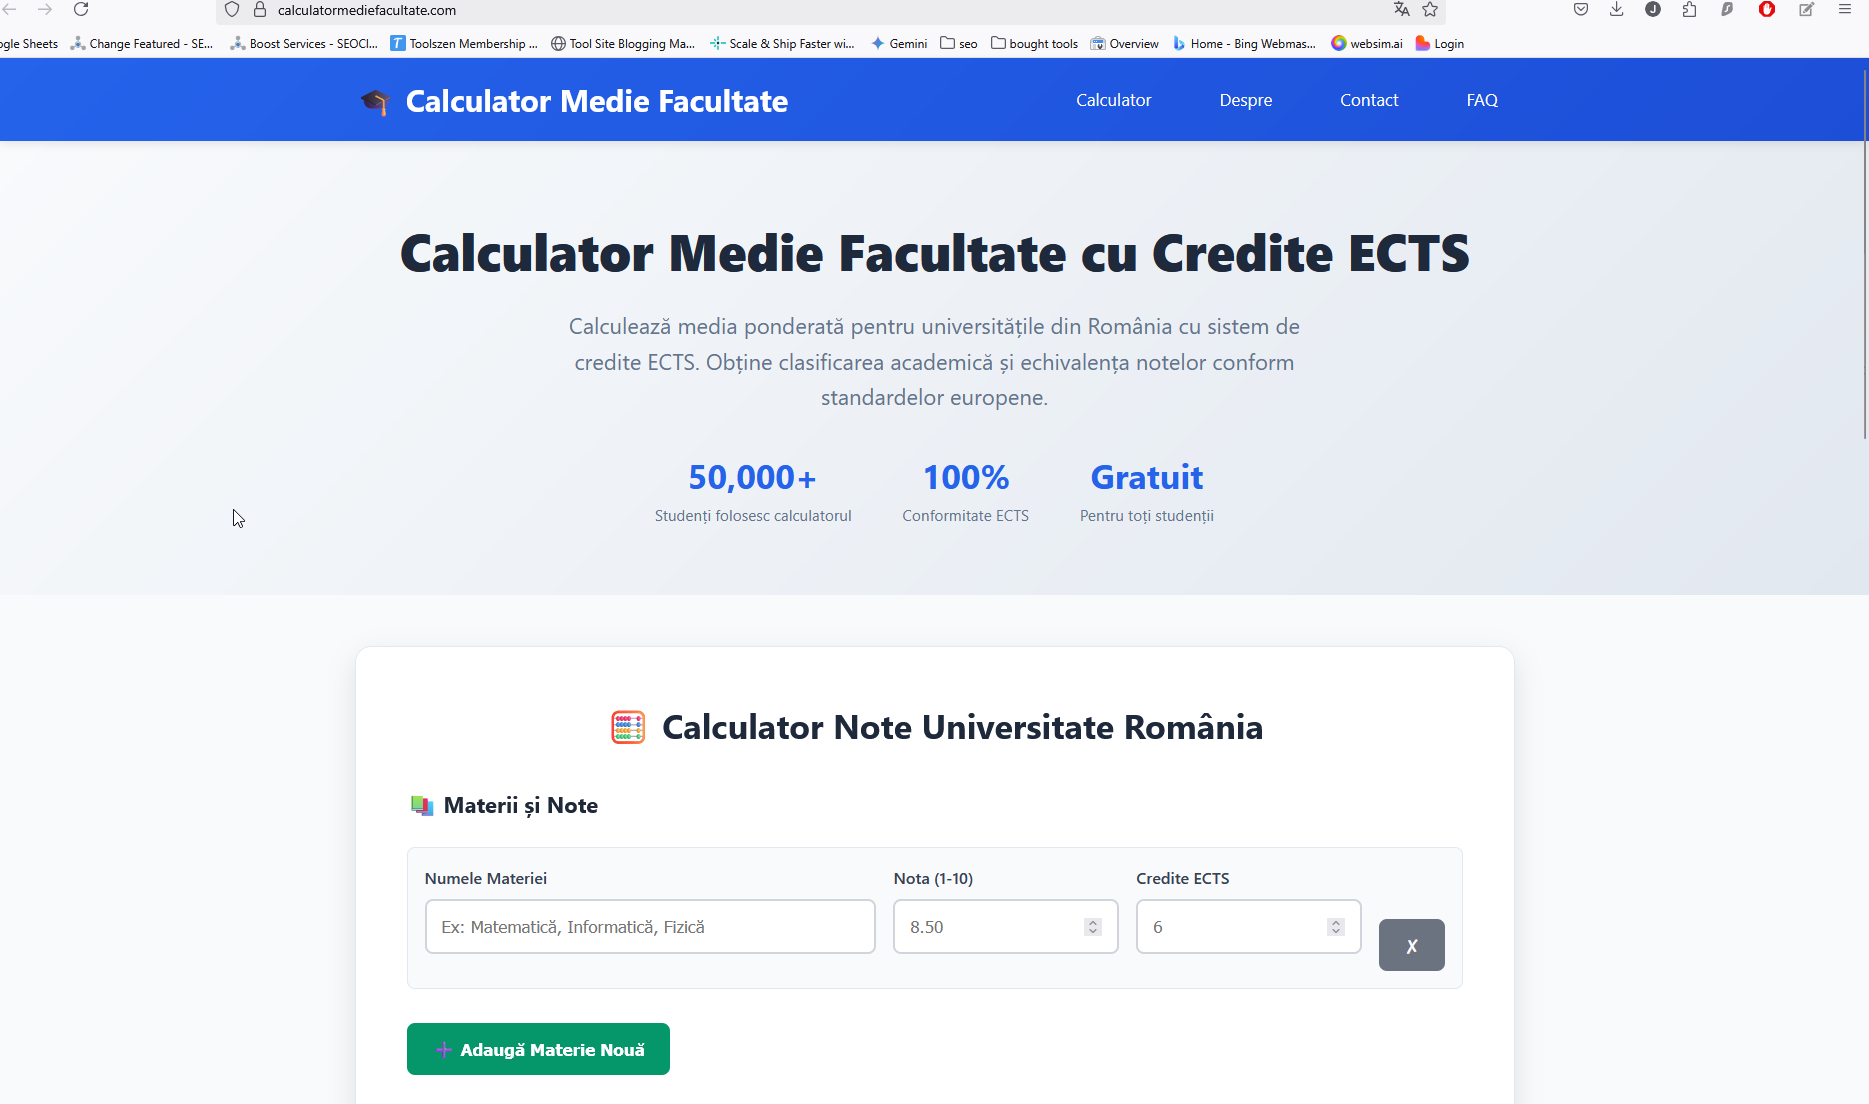 calculatormediefacultate.com
ogle Sheets
Change Featured - SE...
Boost Services - SEOCl...
Toolszen Membership ...
Tool Site Blogging Ma...
Scale & Ship Faster wi...
Gemini
seo
bought tools
Overview
Home - Bing Webmas...
websim.ai
Login
Calculator Medie Facultate
Calculator
Despre
Contact
FAQ
Calculator Medie Facultate cu Credite ECTS
Calculează media ponderată pentru universitățile din România cu sistem de
credite ECTS. Obține clasificarea academică și echivalența notelor conform
standardelor europene.
50,000+
Studenți folosesc calculatorul
100%
Conformitate ECTS
Gratuit
Pentru toți studenții
Calculator Note Universitate România
Materii și Note
Numele Materiei
Nota (1-10)
Credite ECTS
Ex: Matematică, Informatică, Fizică
8.50
6
✗
Adaugă Materie Nouă